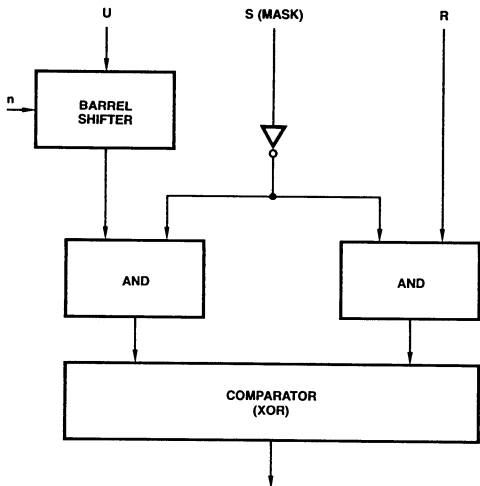 U
S (MASK)
R
n
BARREL
SHIFTER
AND
AND
COMPARATOR
(XOR)